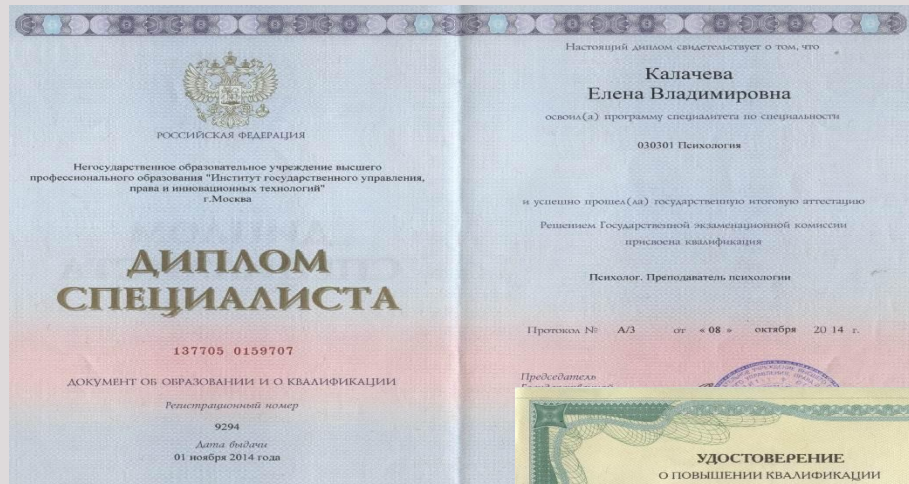 РОССИЙСКАЯ ФЕДЕРАЦИЯ
Негосударственное образовательное учреждение высшего
профессионального образования "Институт государственного управления,
права и инновационных технологий"
г.Москва
ДИПЛОМ
СПЕЦИАЛИСТА
137705 0159707
ДОКУМЕНТ ОБ ОБРАЗОВАНИИ И О КВАЛИФИКАЦИИ
Регистрационный номер
9294
Дата выдачи
01 ноября 2014 года
Настоящий диплом свидетельствует о том, что
Калачева
Елена Владимировна
освоил(а) программу специалитета по специальности
030301 Психология
и успешно прошел(ла) государственную итоговую аттестацию
Решением Государственной экзаменационной комиссии
присвоена квалификация
Психолог. Преподаватель психологии
Протокол № А/3 от « 08 » октября 20 14 г.
Председатель
УДОСТОВЕРЕНИЕ
О ПОВЫШЕНИИ КВАЛИФИКАЦИИ